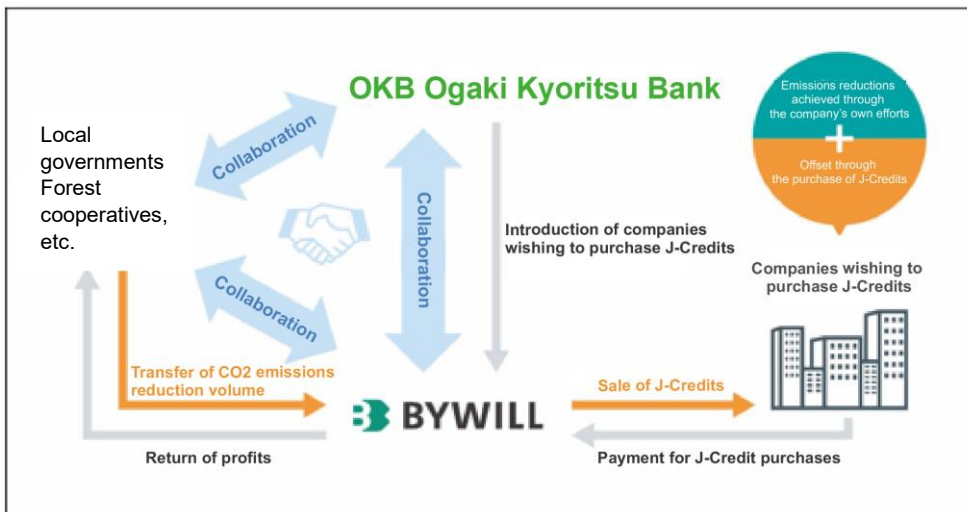 OKB Ogaki Kyoritsu Bank
Emissions reductions
achieved through
the company's own efforts
+
Offset through
the purchase of J-Credits
Local
governments
Forest
cooperatives,
etc.
Collaboration
Collaboration
Collaboration
Introduction of companies
wishing to purchase J-Credits
Companies wishing to
purchase J-Credits
Transfer of CO2 emissions
reduction volume
BYWILL
Sale of J-Credits
Return of profits
Payment for J-Credit purchases